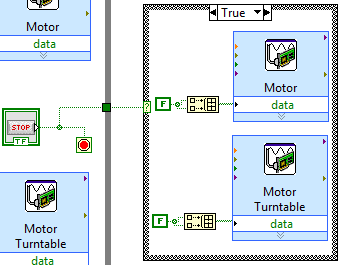 Motor
data
True
Motor
data
?
F
STOP
TF
Motor
Turntable
data
Motor
Turntable
data
F